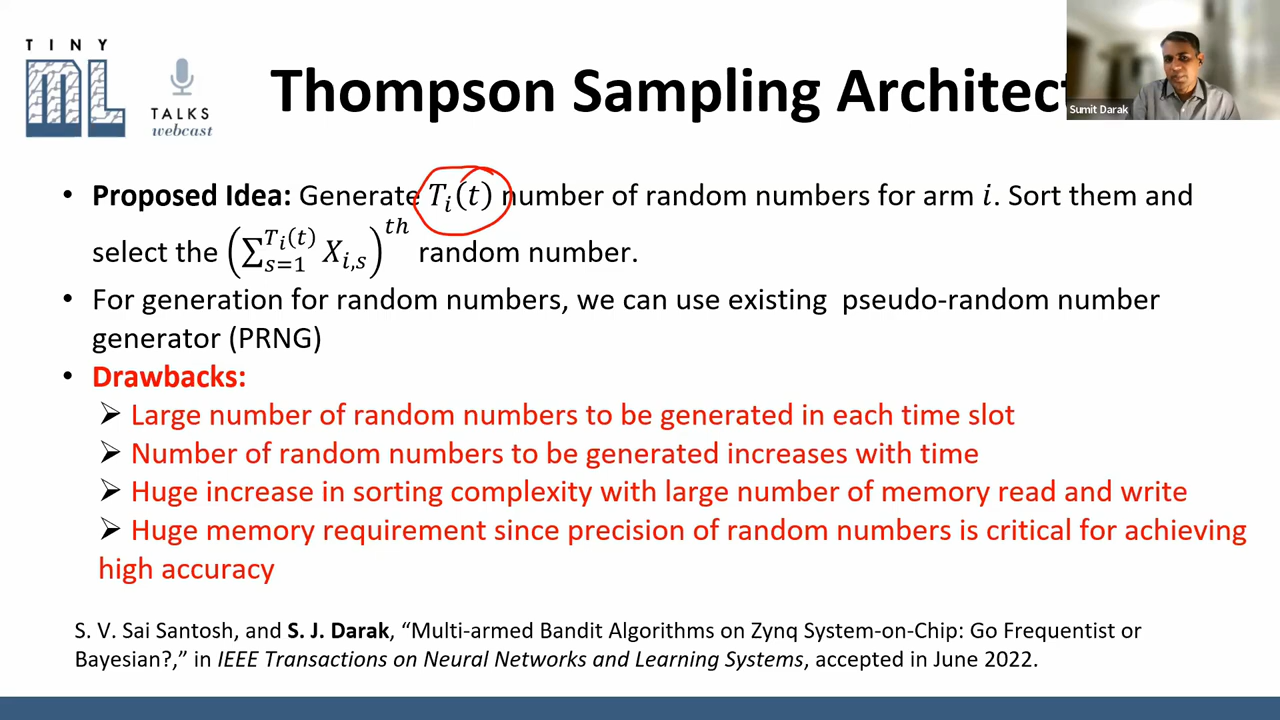 TINY
ML
TALKS
webcast
Thompson Sampling Architect
Sumit Darak
• Proposed Idea: Generate T_i(t) number of random numbers for arm i. Sort them and
select the (∑_{s=1}^{T_i(t)} X_{i,s})^{th} random number.
• For generation for random numbers, we can use existing pseudo-random number
generator (PRNG)
• Drawbacks:
➢ Large number of random numbers to be generated in each time slot
➢ Number of random numbers to be generated increases with time
➢ Huge increase in sorting complexity with large number of memory read and write
➢ Huge memory requirement since precision of random numbers is critical for achieving
high accuracy
S. V. Sai Santosh, and S. J. Darak, “Multi-armed Bandit Algorithms on Zynq System-on-Chip: Go Frequentist or
Bayesian?,” in IEEE Transactions on Neural Networks and Learning Systems, accepted in June 2022.